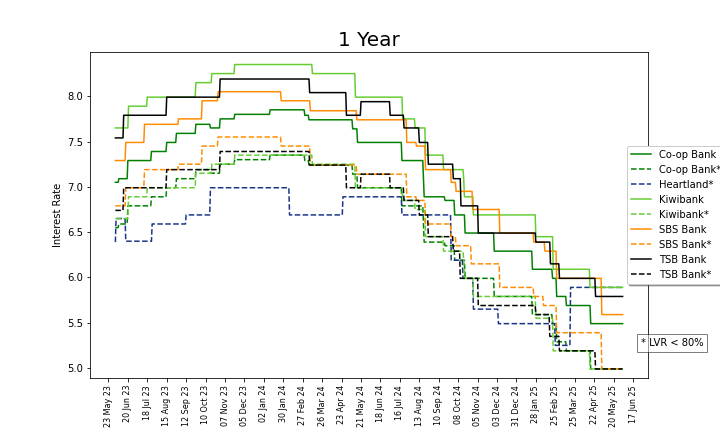 1 Year
Interest Rate
8.0
7.5
7.0
6.5
6.0
5.5
5.0
23 May 23
20 Jun 23
18 Jul 23
15 Aug 23
12 Sep 23
10 Oct 23
07 Nov 23
05 Dec 23
02 Jan 24
30 Jan 24
27 Feb 24
26 Mar 24
23 Apr 24
21 May 24
18 Jun 24
16 Jul 24
13 Aug 24
10 Sep 24
08 Oct 24
05 Nov 24
03 Dec 24
31 Dec 24
28 Jan 25
25 Feb 25
25 Mar 25
22 Apr 25
20 May 25
17 Jun 25
Co-op Bank
Co-op Bank*
Heartland*
Kiwibank
Kiwibank*
SBS Bank
SBS Bank*
TSB Bank
TSB Bank*
* LVR < 80%